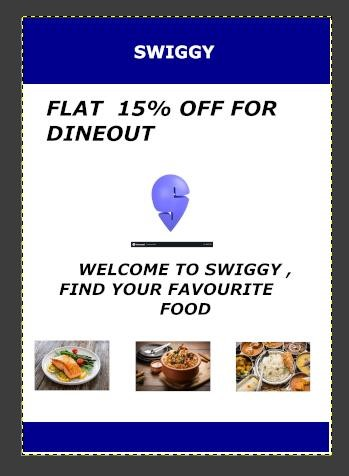 SWIGGY
FLAT 15% OFF FOR
DINEOUT
WELCOME TO SWIGGY ,
FIND YOUR FAVOURITE
FOOD